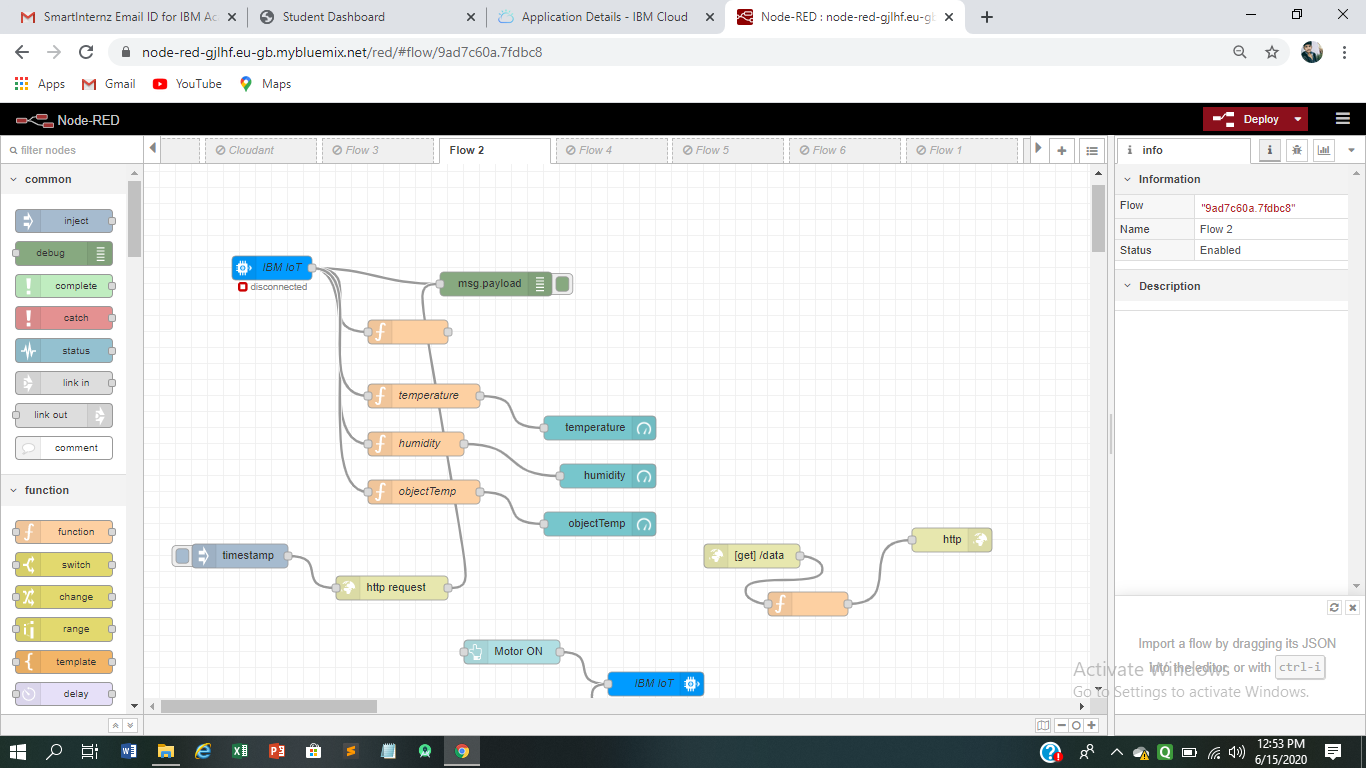 SmartInternz Email ID for IBM Ac
Student Dashboard
Application Details - IBM Cloud
Node-RED : node-red-gjlhf.eu-gb
node-red-gjlhf.eu-gb.mybluemix.net/red/#flow/9ad7c60a.7fdbc8
Apps
Gmail
YouTube
Maps
Node-RED
Deploy
filter nodes
Cloudant
Flow 3
Flow 2
Flow 4
Flow 5
Flow 6
Flow 1
i
info
i
common
inject
debug
complete
catch
status
link in
link out
comment
function
function
switch
change
range
template
delay
IBM IoT
disconnected
msg.payload
temperature
temperature
humidity
humidity
objectTemp
objectTemp
timestamp
http request
[get] /data
http
Motor ON
IBM IoT
Information
Flow
"9ad7c60a.7fdbc8"
Name
Flow 2
Status
Enabled
Description
Import a flow by dragging its JSON
into the editor, or with ctrl-i
Activate Windows
Go to Settings to activate Windows.
12:53 PM
6/15/2020